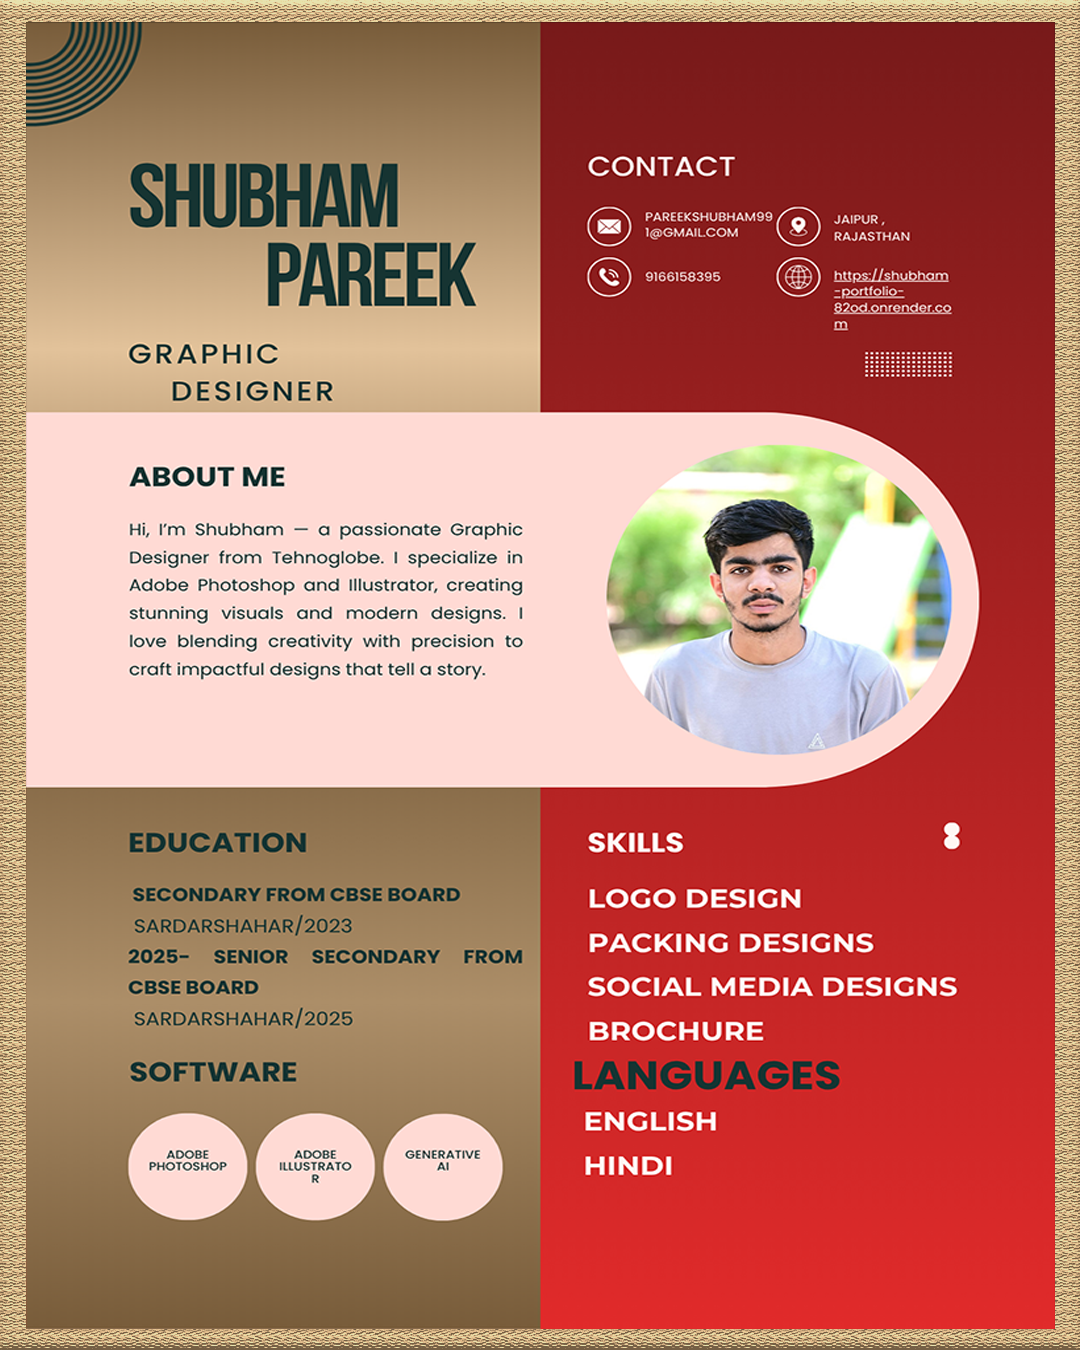 SHUBHAM
PAREEK
GRAPHIC
DESIGNER
CONTACT
PAREEKSHUBHAM99
1@GMAIL.COM
JAIPUR ,
RAJASTHAN
9166158395
https://shubham
-portfolio-
82od.onrender.co
m
ABOUT ME
Hi, I'm Shubham — a passionate Graphic
Designer from Tehnoglobe. I specialize in
Adobe Photoshop and Illustrator, creating
stunning visuals and modern designs. I
love blending creativity with precision to
craft impactful designs that tell a story.
EDUCATION
SECONDARY FROM CBSE BOARD
SARDARSHAHAR/2023
2025- SENIOR SECONDARY FROM
CBSE BOARD
SARDARSHAHAR/2025
SOFTWARE
ADOBE
PHOTOSHOP
ADOBE
ILLUSTRATO
R
GENERATIVE
AI
SKILLS
LOGO DESIGN
PACKING DESIGNS
SOCIAL MEDIA DESIGNS
BROCHURE
LANGUAGES
ENGLISH
HINDI